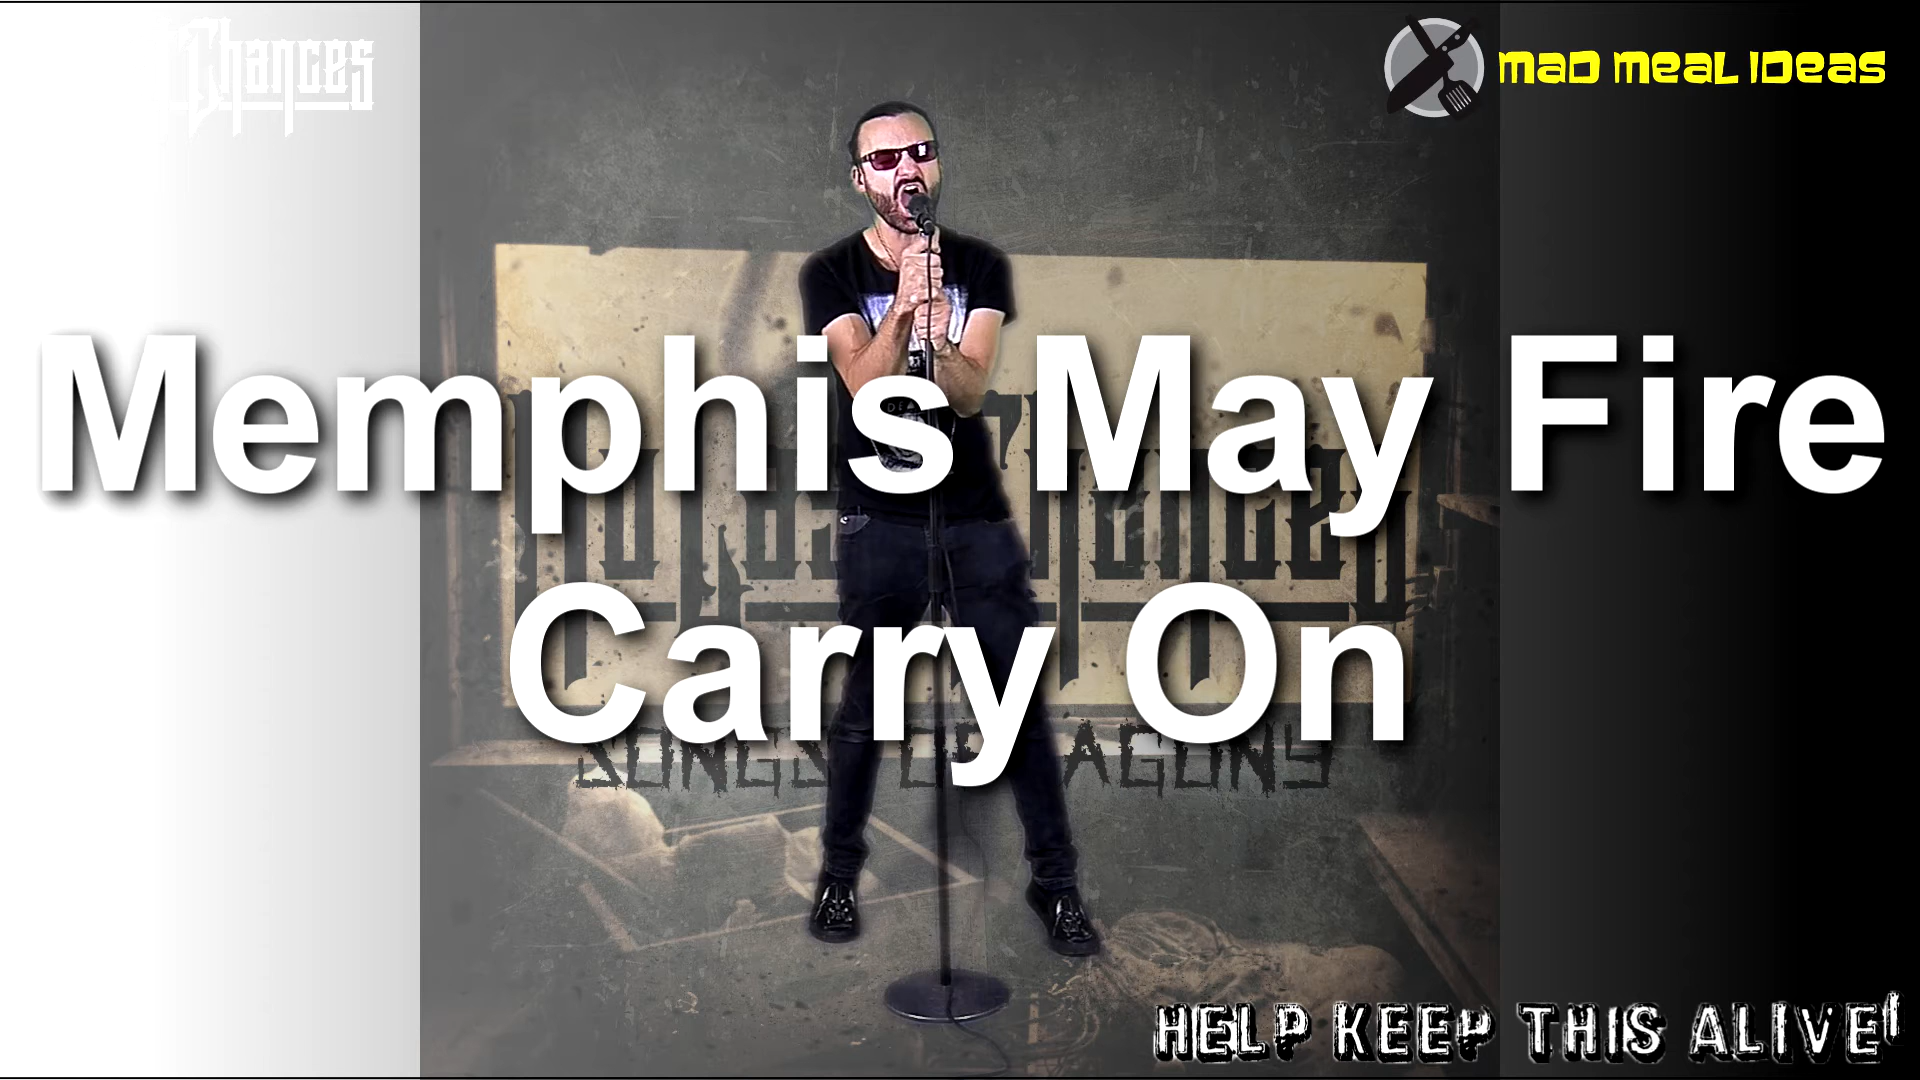 Chances
MAD MEAL IDEAS
Memphis May Fire
Carry On
SONGS OF AGONY
HELP KEEP THIS ALIVE!